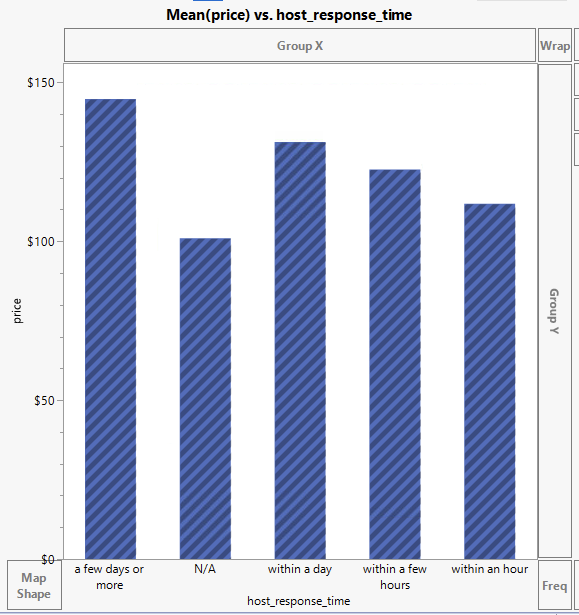 Mean(price) vs. host_response_time
Group X
Wrap
$150
$100
$50
$0
price
Group Y
a few days or
more
N/A
within a day
within a few
hours
within an hour
host_response_time
Map
Shape
Freq